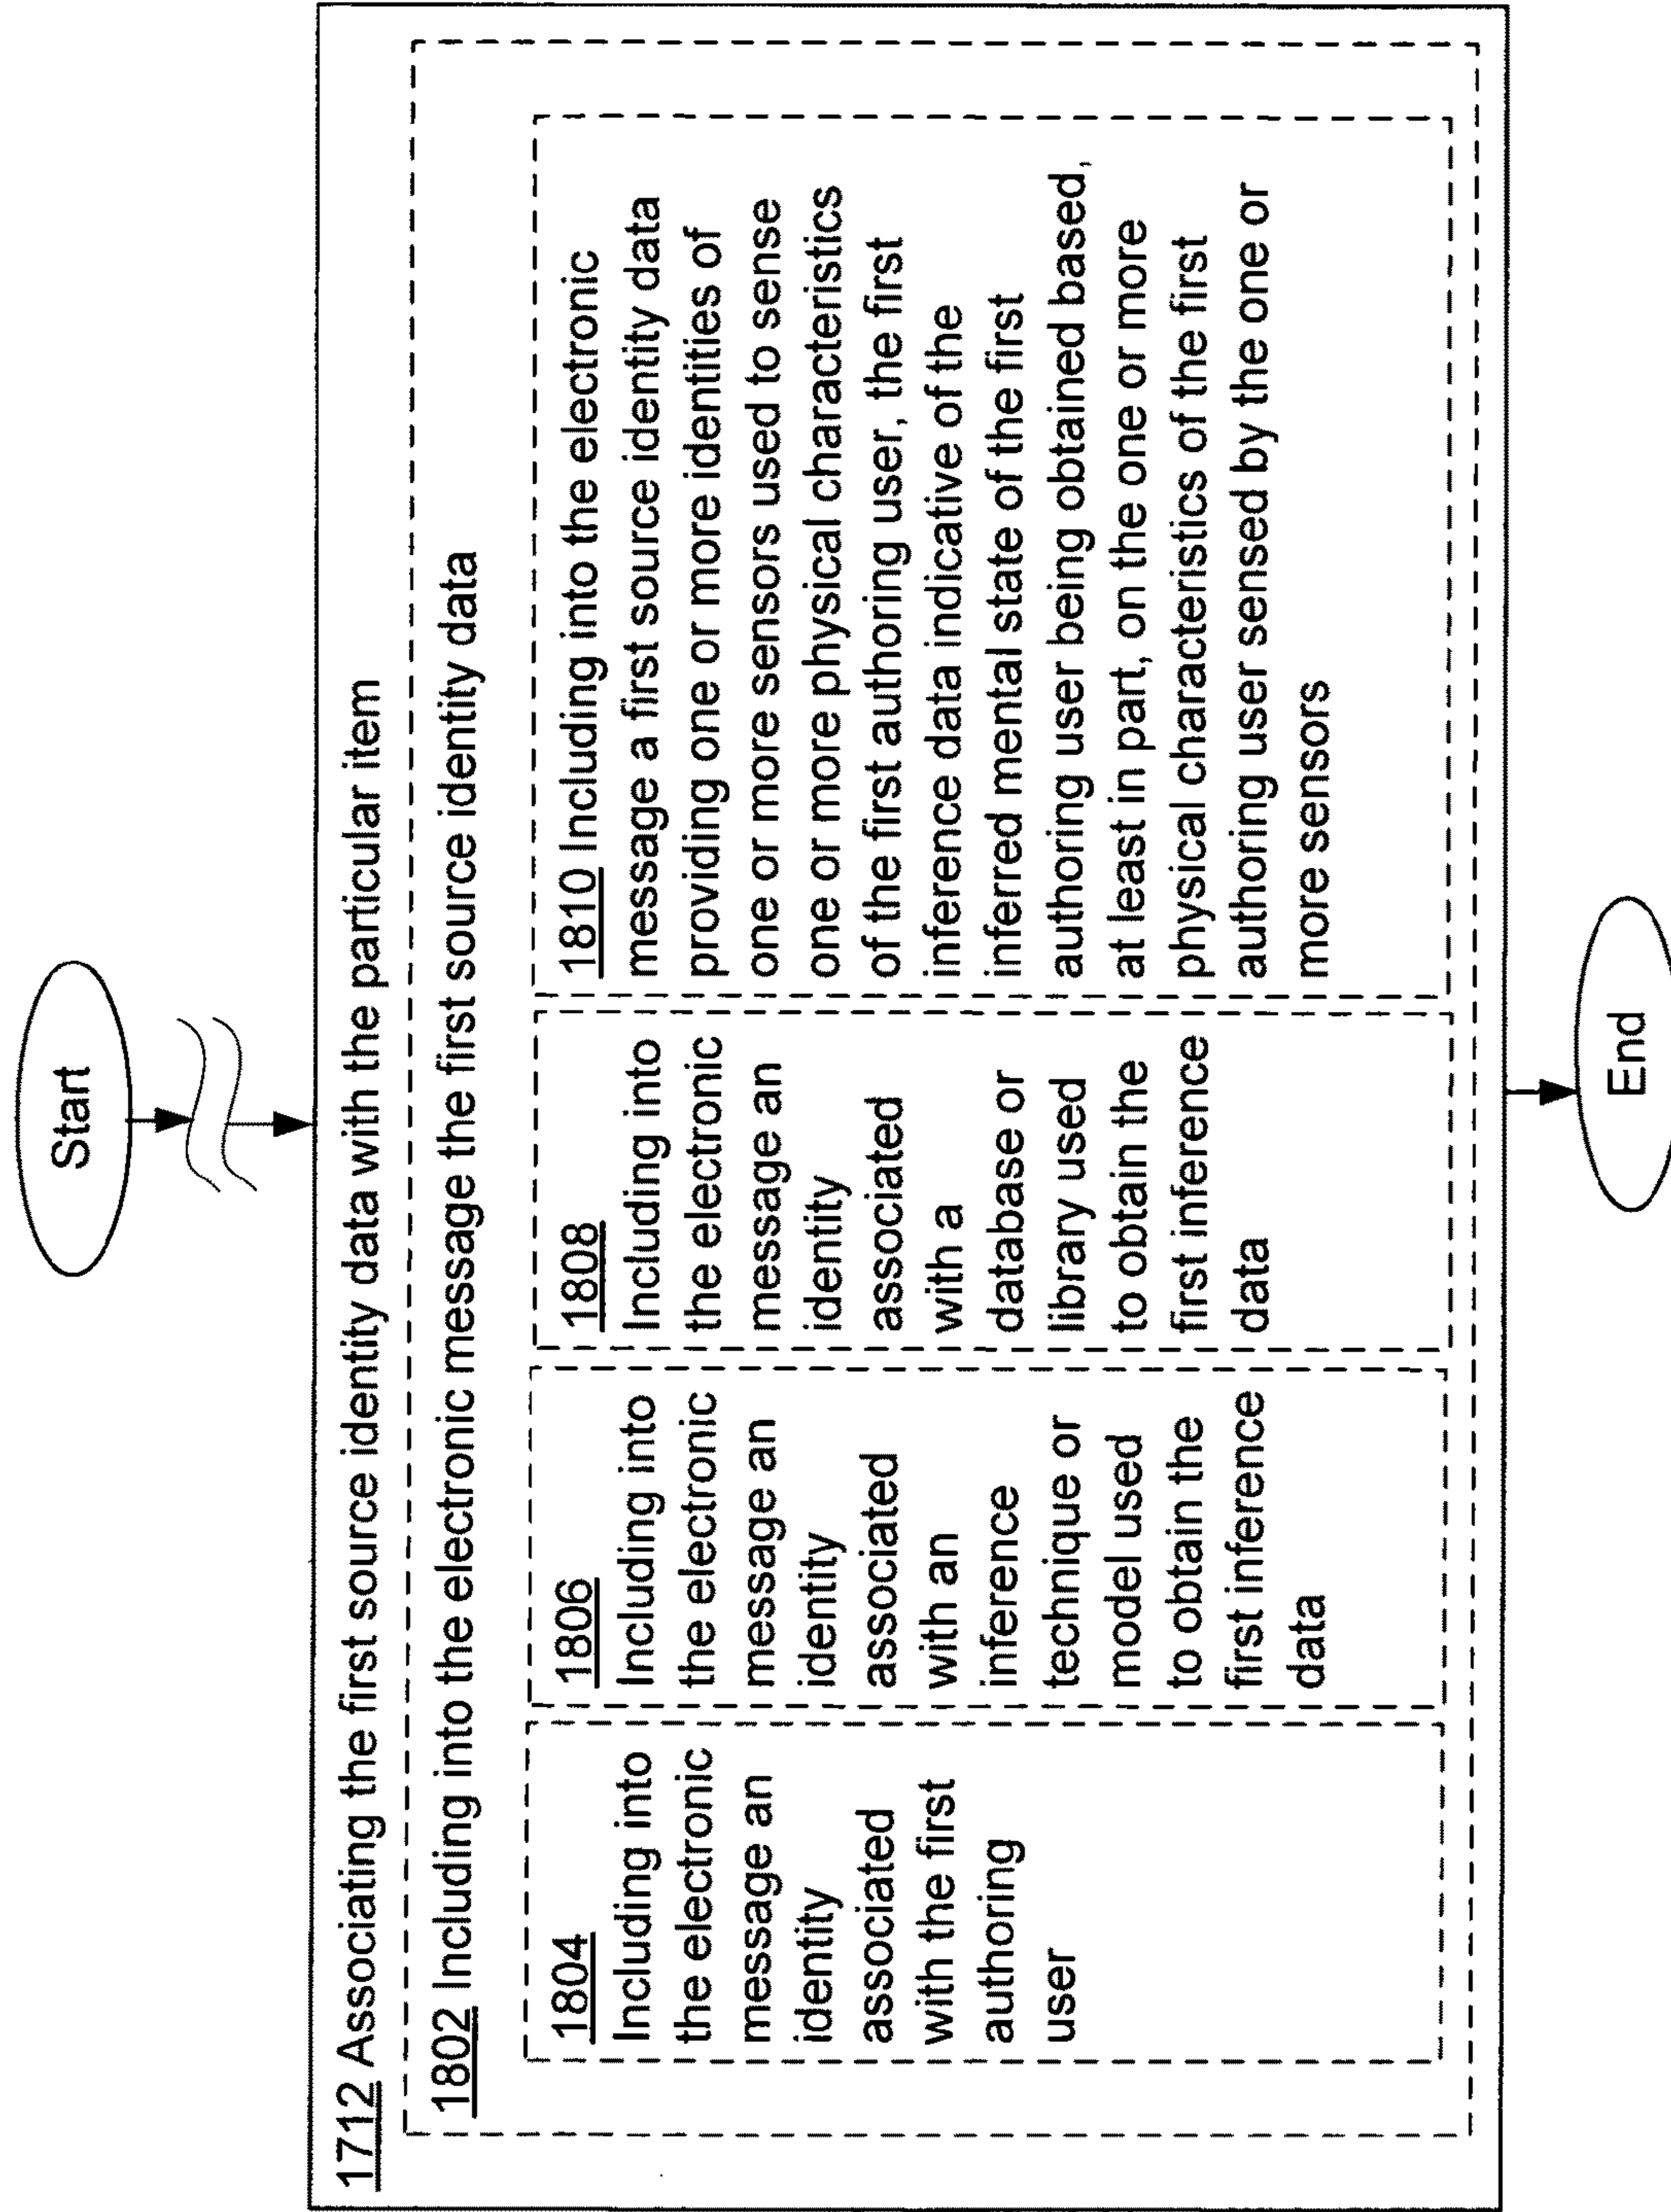 Start
1712 Associating the first source identity data with the particular item
1802 Including into the electronic message the first source identity data
1804
Including into
the electronic
message an
identity
associated
with the first
authoring
user
1806
Including into
the electronic
message an
identity
associated
with an
inference
technique or
model used
to obtain the
first inference
data
1808
Including into
the electronic
message an
identity
associated
with a
database or
library used
to obtain the
first inference
data
1810 Including into the electronic
message a first source identity data
providing one or more identities of
one or more sensors used to sense
one or more physical characteristics
of the first authoring user, the first
inference data indicative of the
inferred mental state of the first
authoring user being obtained based,
at least in part, on the one or more
physical characteristics of the first
authoring user sensed by the one or
more sensors
End